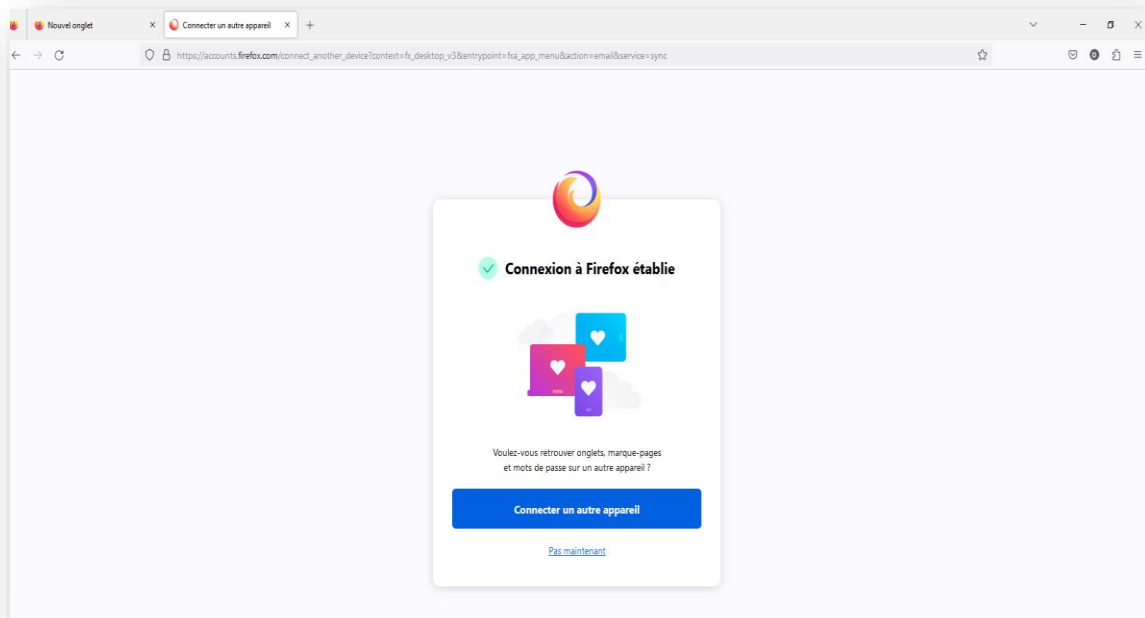 Nouvel onglet
Connecter un autre appareil
https://accounts.firefox.com/connect_another_device?context=fx_desktop_v3&entrypoint=fxa_app_menu&action=email&service=sync
Connexion à Firefox établie
Voulez-vous retrouver onglets, marque-pages
et mots de passe sur un autre appareil ?
Connecter un autre appareil
Pas maintenant